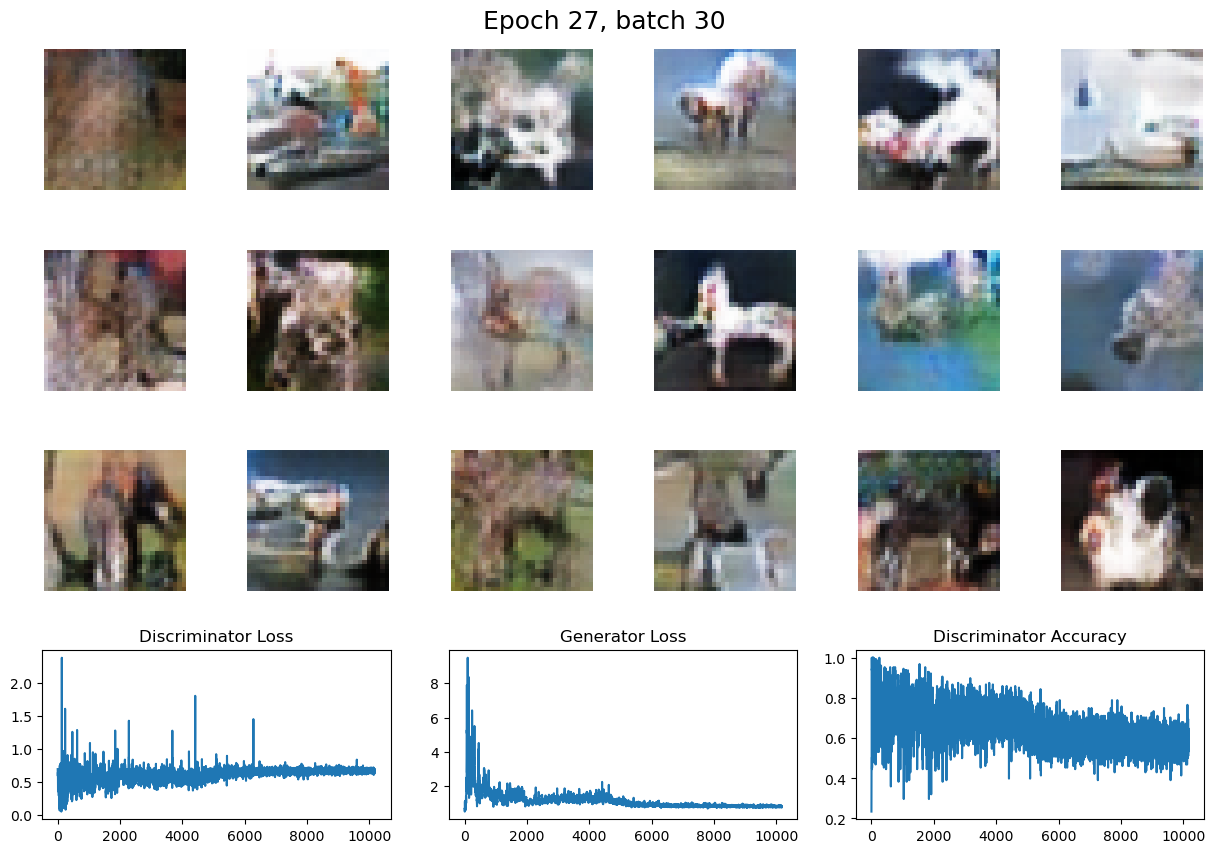 Epoch 27, batch 30
Discriminator Loss
Generator Loss
Discriminator Accuracy
2.0
1.5
1.0
0.5
0.0
0 2000 4000 6000 8000 10000
8
6
4
2
0 2000 4000 6000 8000 10000
1.0
0.8
0.6
0.4
0.2
0 2000 4000 6000 8000 10000